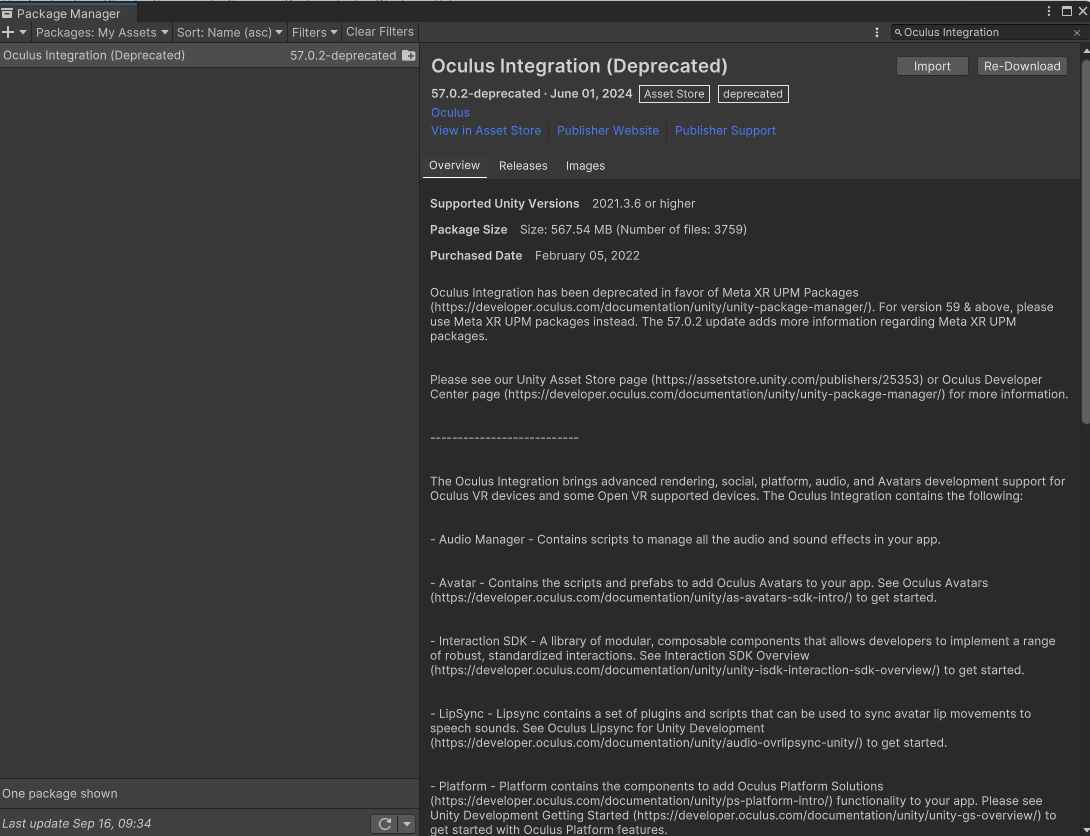 Package Manager
Packages: My Assets Sort: Name (asc) Filters Clear Filters Oculus Integration
Oculus Integration (Deprecated) 57.0.2-deprecated
Oculus Integration (Deprecated) Import Re-Download
57.0.2-deprecated · June 01, 2024 Asset Store deprecated
Oculus
View in Asset Store Publisher Website Publisher Support
Overview Releases Images
Supported Unity Versions 2021.3.6 or higher
Package Size Size: 567.54 MB (Number of files: 3759)
Purchased Date February 05, 2022
Oculus Integration has been deprecated in favor of Meta XR UPM Packages
(https://developer.oculus.com/documentation/unity/unity-package-manager/). For version 59 & above, please
use Meta XR UPM packages instead. The 57.0.2 update adds more information regarding Meta XR UPM
packages.
Please see our Unity Asset Store page (https://assetstore.unity.com/publishers/25353) or Oculus Developer
Center page (https://developer.oculus.com/documentation/unity/unity-package-manager/) for more information.
---------------------------
The Oculus Integration brings advanced rendering, social, platform, audio, and Avatars development support for
Oculus VR devices and some Open VR supported devices. The Oculus Integration contains the following:
- Audio Manager - Contains scripts to manage all the audio and sound effects in your app.
- Avatar - Contains the scripts and prefabs to add Oculus Avatars to your app. See Oculus Avatars
(https://developer.oculus.com/documentation/unity/as-avatars-sdk-intro/) to get started.
- Interaction SDK - A library of modular, composable components that allows developers to implement a range
of robust, standardized interactions. See Interaction SDK Overview
(https://developer.oculus.com/documentation/unity/unity-isdk-interaction-sdk-overview/) to get started.
- LipSync - Lipsync contains a set of plugins and scripts that can be used to sync avatar lip movements to
speech sounds. See Oculus Lipsync for Unity Development
(https://developer.oculus.com/documentation/unity/audio-ovrlipsync-unity/) to get started.
- Platform - Platform contains the components to add Oculus Platform Solutions
(https://developer.oculus.com/documentation/unity/ps-platform-intro/) functionality to your app. Please see
Unity Development Getting Started (https://developer.oculus.com/documentation/unity/unity-gs-overview/) to
get started with Oculus Platform features.
One package shown
Last update Sep 16, 09:34